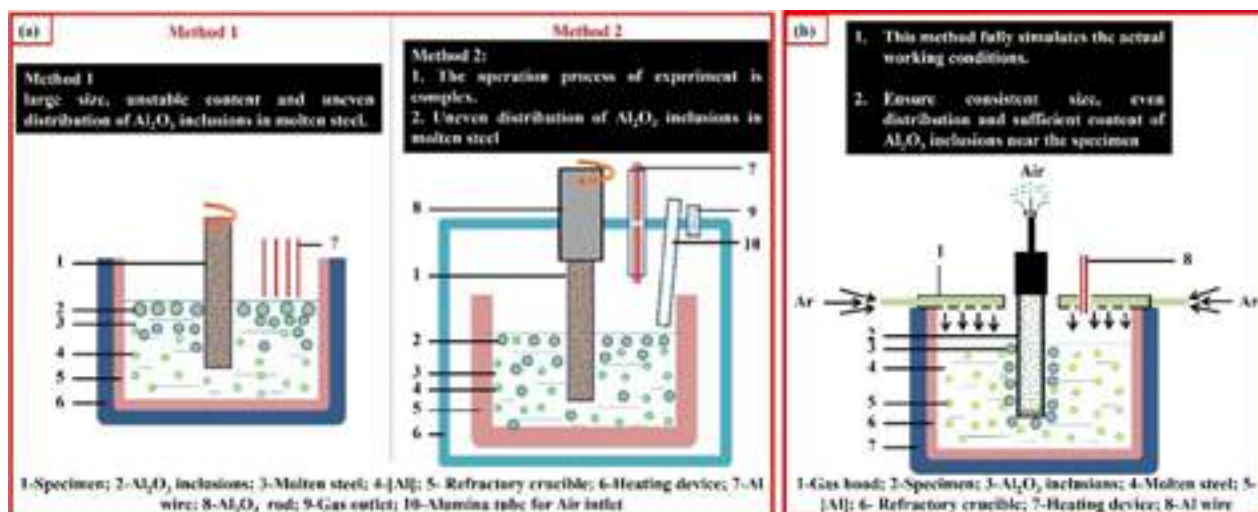 (a)
Method 1
Method 2
Method 1
large size, unstable content and uneven
distribution of Al₂O₃ inclusions in molten steel.
Method 2:
1. The operation process of experiment is
complex.
2. Uneven distribution of Al₂O₃ inclusions in
molten steel
1
2
3
4
5
6
7
8
1
2
3
4
5
6
7
9
10
1-Specimen; 2-Al₂O₃ inclusions; 3-Molten steel; 4-[Al]; 5- Refractory crucible; 6-Heating device; 7-Al
wire; 8-Al₂O₃ rod; 9-Gas outlet; 10-Alumina tube for Air inlet
(b)
1. This method fully simulates the actual
working conditions.
2. Ensure consistent size, even
distribution and sufficient content of
Al₂O₃ inclusions near the specimen
Air
1
8
Ar
Ar
2
3
4
5
6
7
1-Gas hood; 2-Specimen; 3-Al₂O₃ inclusions; 4-Molten steel; 5-
[Al]; 6- Refractory crucible; 7-Heating device; 8-Al wire